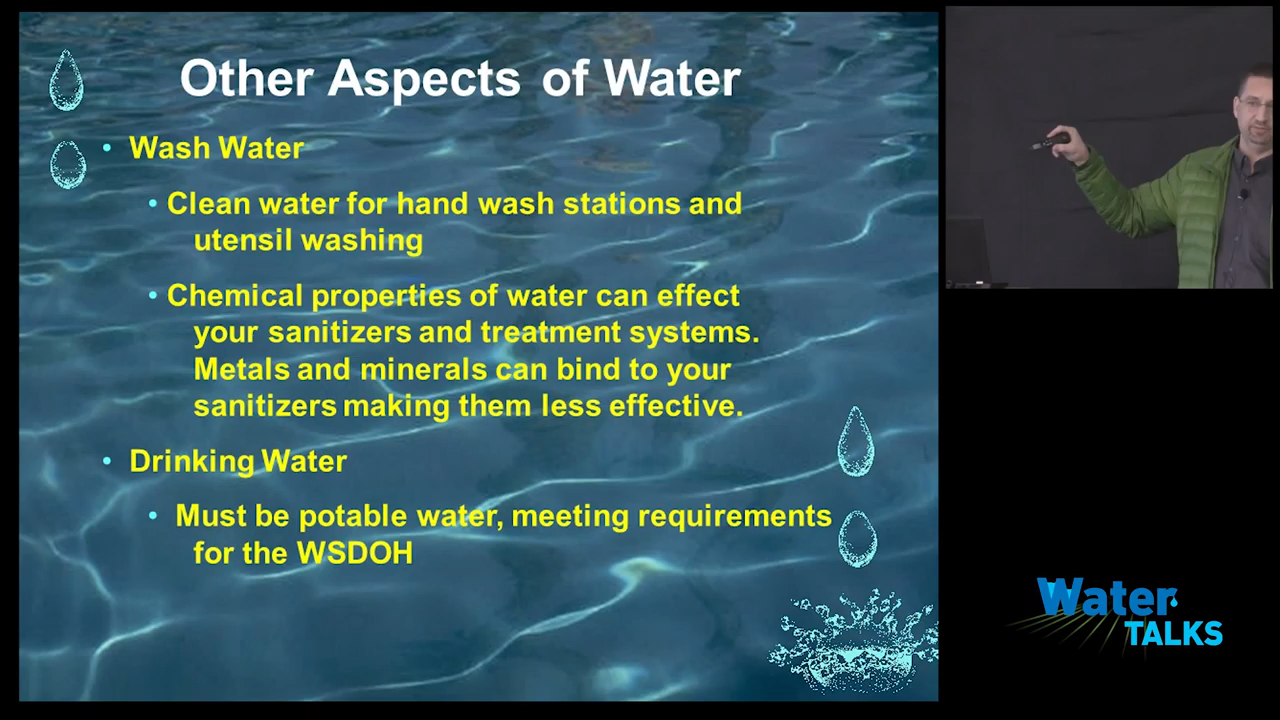 Other Aspects of Water
• Wash Water
• Clean water for hand wash stations and
utensil washing
• Chemical properties of water can effect
your sanitizers and treatment systems.
Metals and minerals can bind to your
sanitizers making them less effective.
• Drinking Water
• Must be potable water, meeting requirements
for the WSDOH
Water
TALKS